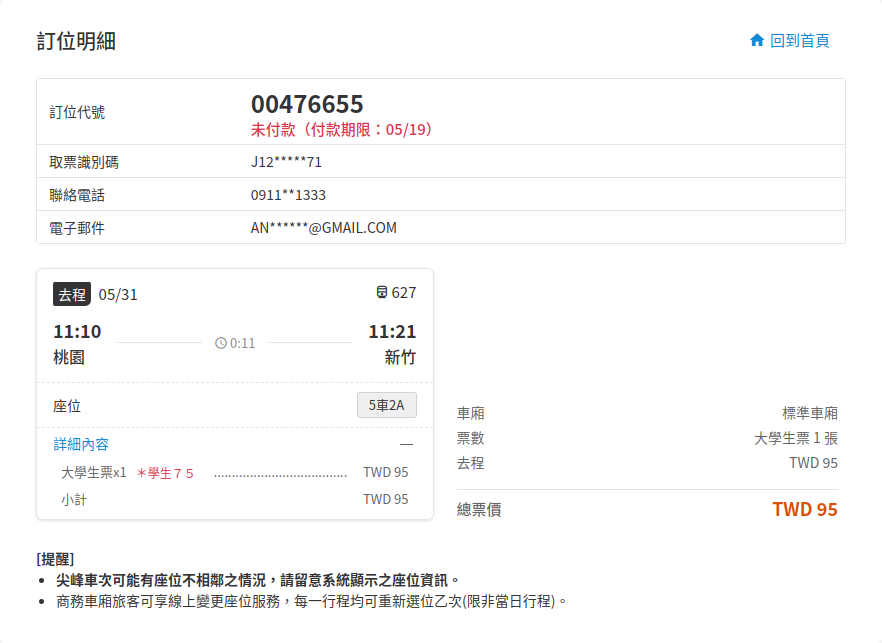 訂位明細
回到首頁
訂位代號
00476655
未付款（付款期限：05/19）
取票識別碼 J12*****71
聯絡電話 0911**1333
電子郵件 AN******@GMAIL.COM
去程 05/31 627
11:10 0:11 11:21
桃園 新竹
座位 5車2A
詳細內容 —
大學生票x1 ＊學生７５ .................................... TWD 95
小計 TWD 95
車廂 標準車廂
票數 大學生票 1 張
去程 TWD 95
總票價 TWD 95
[提醒]
• 尖峰車次可能有座位不相鄰之情況，請留意系統顯示之座位資訊。
• 商務車廂旅客可享線上變更座位服務，每一行程均可重新選位乙次(限非當日行程)。